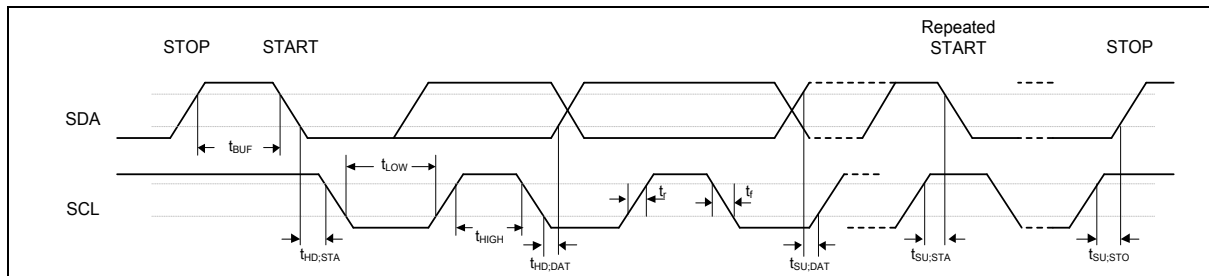 Repeated
STOP START START STOP
SDA
tBUF
tLOW
tr tf
SCL
tHIGH
tHD;STA tHD;DAT tSU;DAT tSU;STA tSU;STO